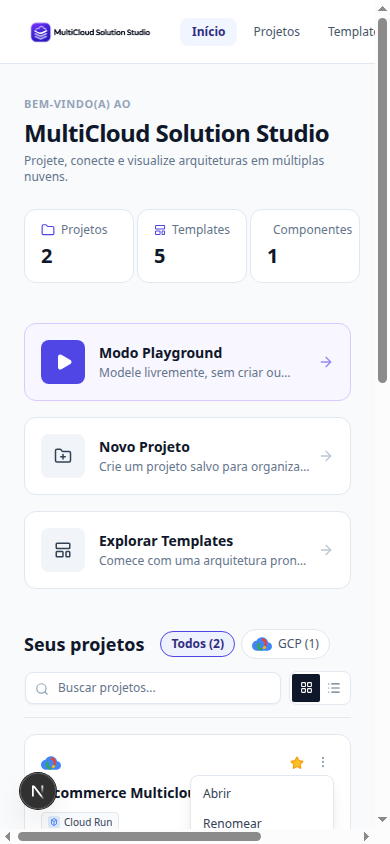 MultiCloud Solution Studio
Início
Projetos
BEM-VINDO(A) AO
MultiCloud Solution Studio
Projete, conecte e visualize arquiteturas em múltiplas
nuvens.
Projetos
2
Templates
5
Componentes
1
Modo Playground
Modele livremente, sem criar ou...
Novo Projeto
Crie um projeto salvo para organiza...
Explorar Templates
Comece com uma arquitetura pron...
Seus projetos
Todos (2)
GCP (1)
Buscar projetos...
Abrir
Renomear
Cloud Run
N